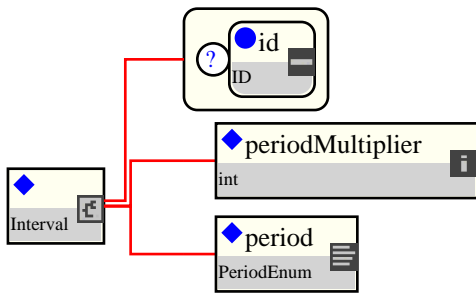 ?
id
ID
periodMultiplier
i
int
Interval
period
PeriodEnum